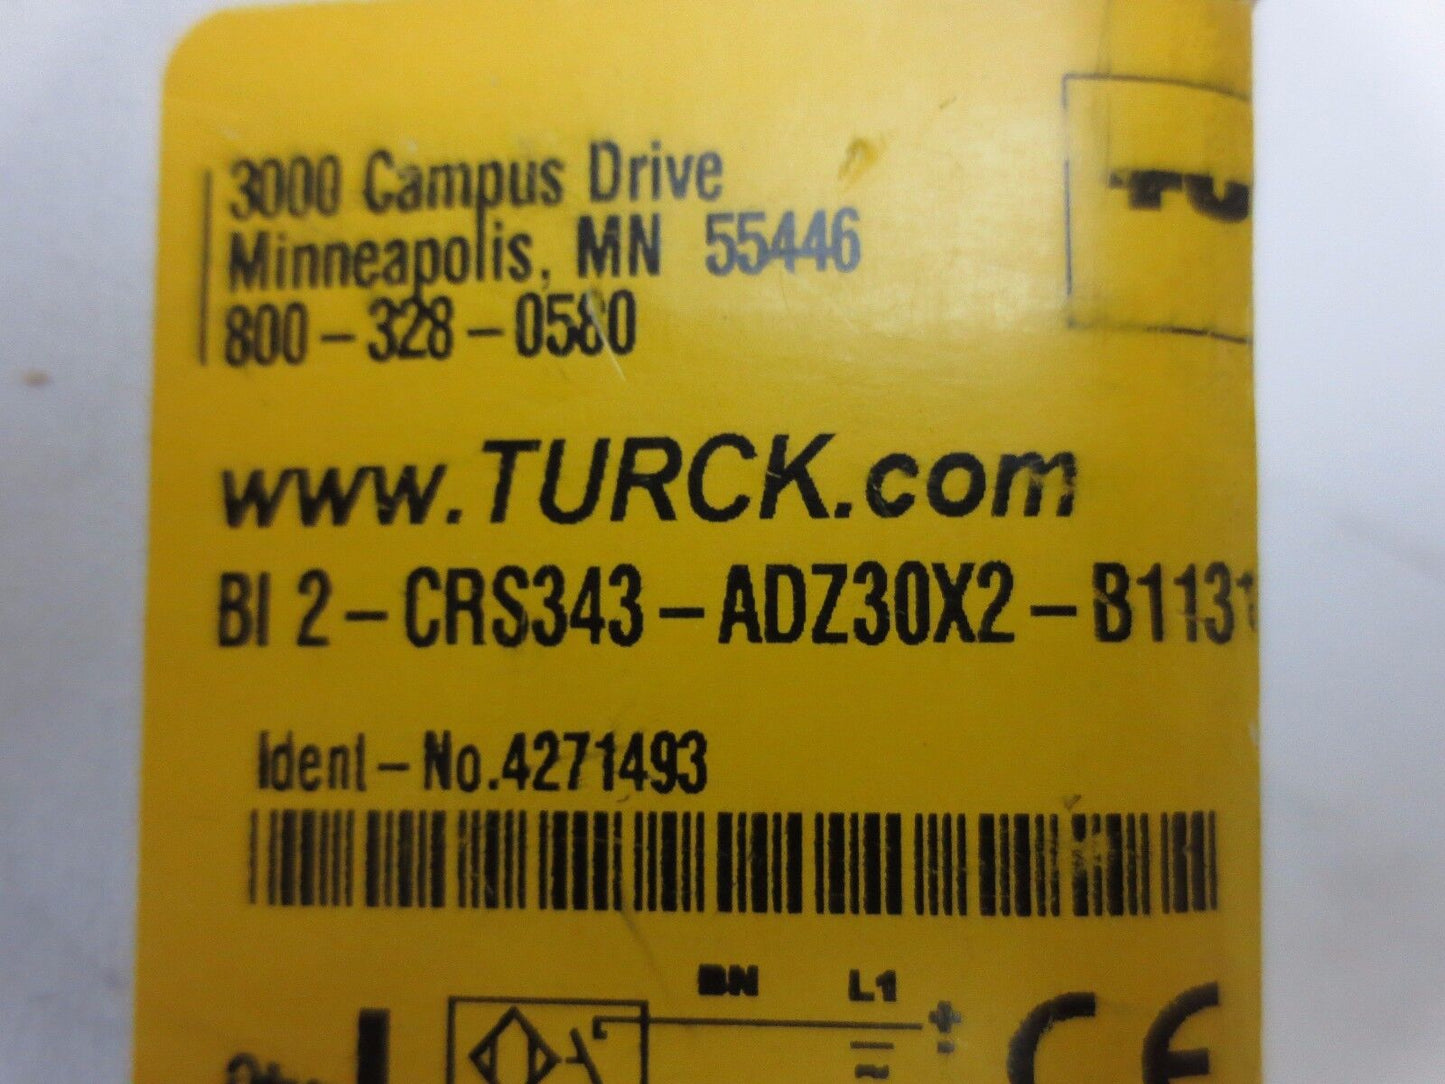 3000 Campus Drive
Minneapolis, MN 55446
800-328-0580
www.TURCK.com
BI 2-CRS343-ADZ30X2-B1131
Ident-No.4271493
BN L1
CE